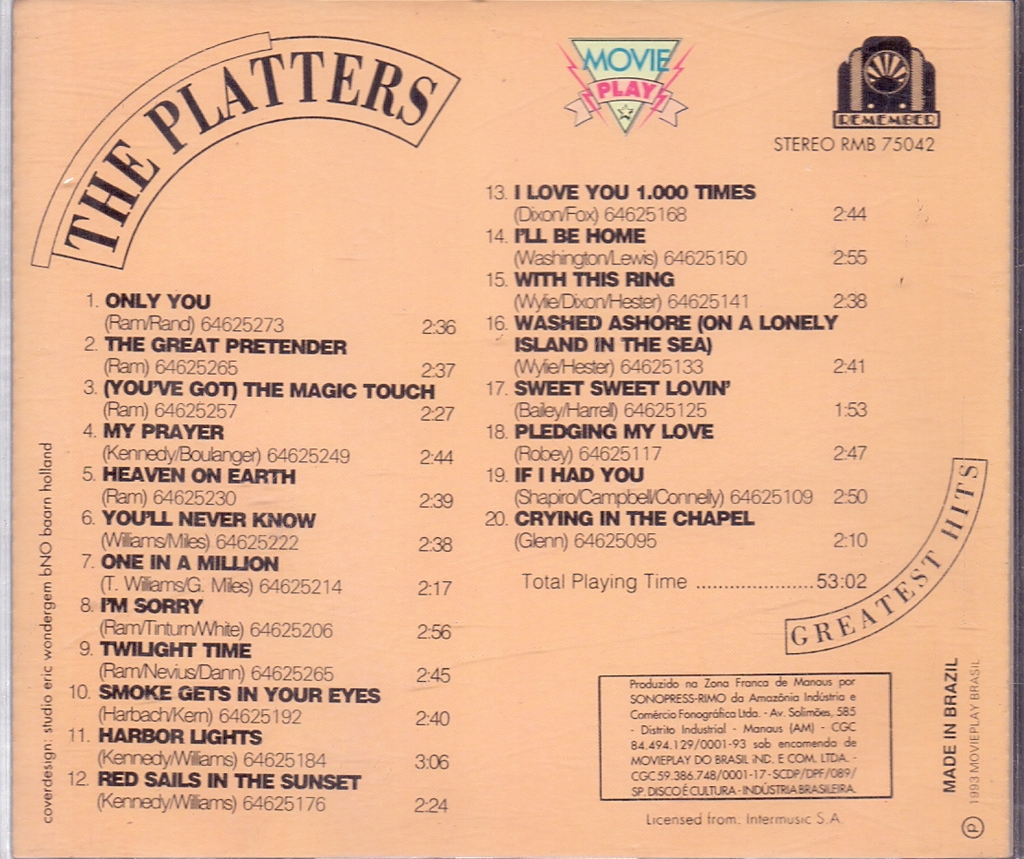 THE PLATTERS
MOVIE
PLAY
REMEMBER
STEREO RMB 75042
1. ONLY YOU
(Ram/Rand) 64625273 2:36
2. THE GREAT PRETENDER
(Ram) 64625265 2:37
3. (YOU'VE GOT) THE MAGIC TOUCH
(Ram) 64625257 2:27
4. MY PRAYER
(Kennedy/Boulanger) 64625249 2:44
5. HEAVEN ON EARTH
(Ram) 64625230 2:39
6. YOU'LL NEVER KNOW
(Williams/Miles) 64625222 2:38
7. ONE IN A MILLION
(T. Williams/G. Miles) 64625214 2:17
8. I'M SORRY
(Ram/Tinturn/White) 64625206 2:56
9. TWILIGHT TIME
(Ram/Nevius/Dann) 64625265 2:45
10. SMOKE GETS IN YOUR EYES
(Harbach/Kern) 64625192 2:40
11. HARBOR LIGHTS
(Kennedy/Williams) 64625184 3:06
12. RED SAILS IN THE SUNSET
(Kennedy/Williams) 64625176 2:24
13. I LOVE YOU 1.000 TIMES
(Dixon/Fox) 64625168 2:44
14. I'LL BE HOME
(Washington/Lewis) 64625150 2:55
15. WITH THIS RING
(Wylie/Dixon/Hester) 64625141 2:38
16. WASHED ASHORE (ON A LONELY
ISLAND IN THE SEA)
(Wylie/Hester) 64625133 2:41
17. SWEET SWEET LOVIN'
(Bailey/Harrell) 64625125 1:53
18. PLEDGING MY LOVE
(Robey) 64625117 2:47
19. IF I HAD YOU
(Shapiro/Campbell/Connelly) 64625109 2:50
20. CRYING IN THE CHAPEL
(Glenn) 64625095 2:10
Total Playing Time ......................53:02
GREATEST HITS
Produzido na Zona Franca de Manaus por
SONOPRESS-RIMO da Amazônia Indústria e
Comércio Fonográfica Ltda. - Av. Solimões, 585
- Distrito Industrial - Manaus (AM) - CGC
84.494.129/0001-93 sob encomenda de
MOVIEPLAY DO BRASIL IND. E COM. LTDA. -
CGC 59.386.748/0001-17 - SCDP/DPF/089/
SP. DISCO É CULTURA - INDÚSTRIA BRASILEIRA.
Licensed from: Intermusic S.A.
coverdesign: studio eric wondergem bNO baarn holland
MADE IN BRAZIL
℗ 1993 MOVIEPLAY BRASIL